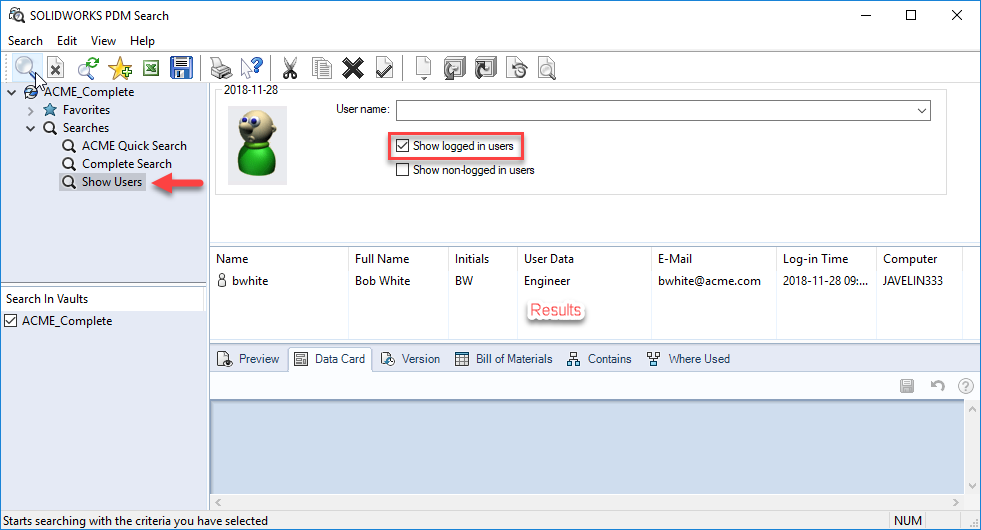 SOLIDWORKS PDM Search
Search Edit View Help
ACME_Complete
Favorites
Searches
ACME Quick Search
Complete Search
Show Users
2018-11-28
User name:
Show logged in users
Show non-logged in users
Name Full Name Initials User Data E-Mail Log-in Time Computer
bwhite Bob White BW Engineer bwhite@acme.com 2018-11-28 09:... JAVELIN333
Results
Search In Vaults
ACME_Complete
Preview Data Card Version Bill of Materials Contains Where Used
Starts searching with the criteria you have selected NUM